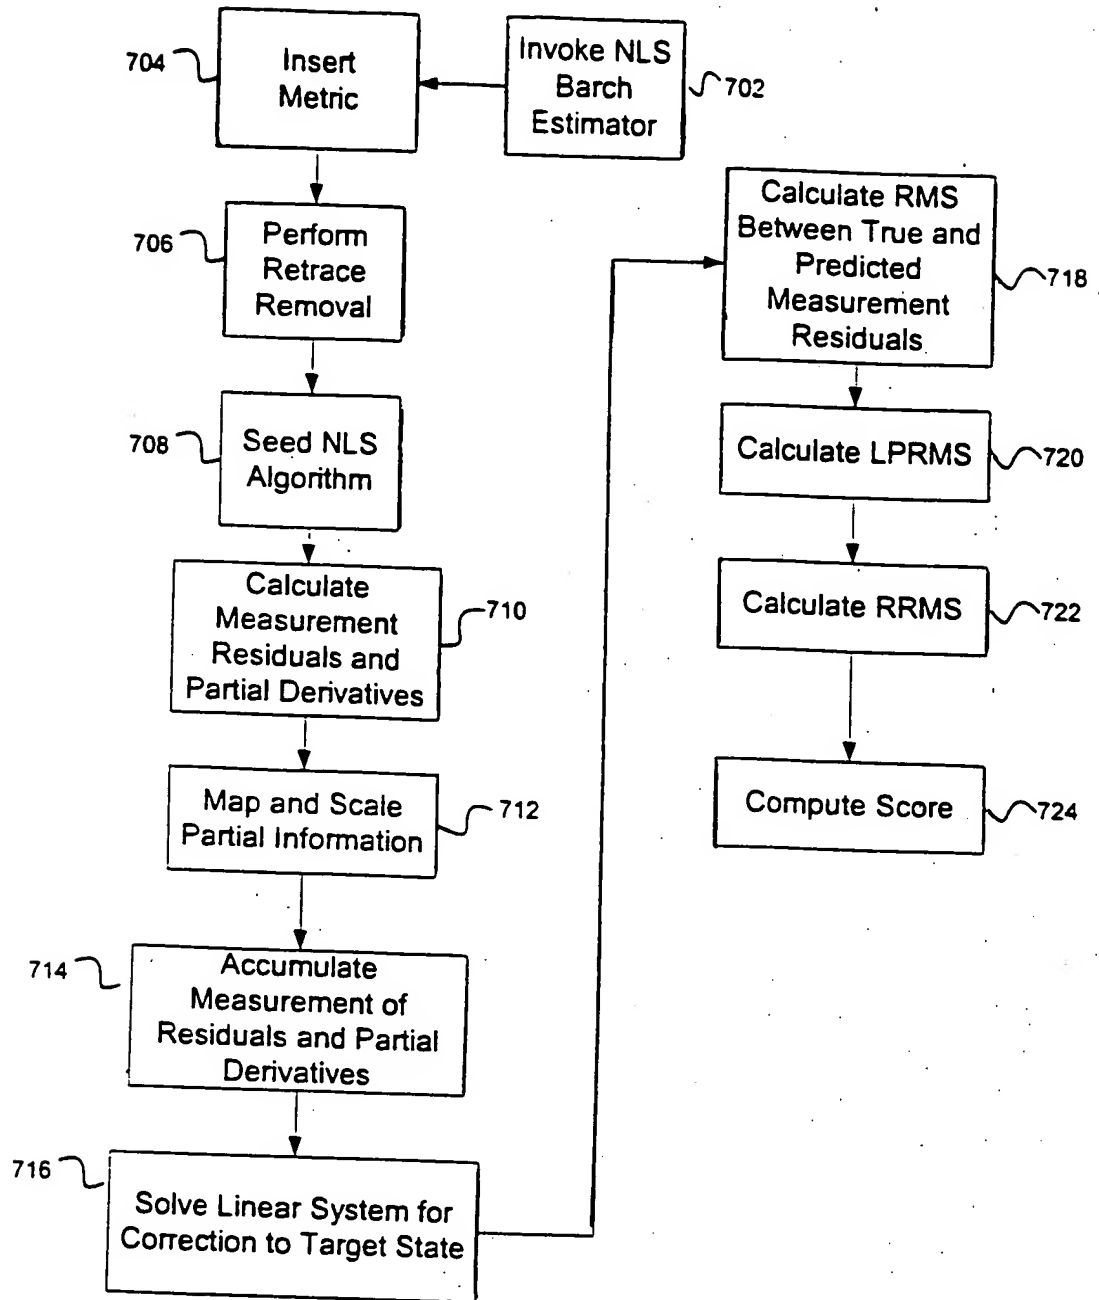 704
Insert
Metric
Invoke NLS
Barch
Estimator
702
706
Perform
Retrace
Removal
708
Seed NLS
Algorithm
Calculate
Measurement
Residuals and
Partial Derivatives
710
Map and Scale
Partial Information
712
714
Accumulate
Measurement of
Residuals and Partial
Derivatives
716
Solve Linear System for
Correction to Target State
Calculate RMS
Between True and
Predicted
Measurement
Residuals
718
Calculate LPRMS
720
Calculate RRMS
722
Compute Score
724